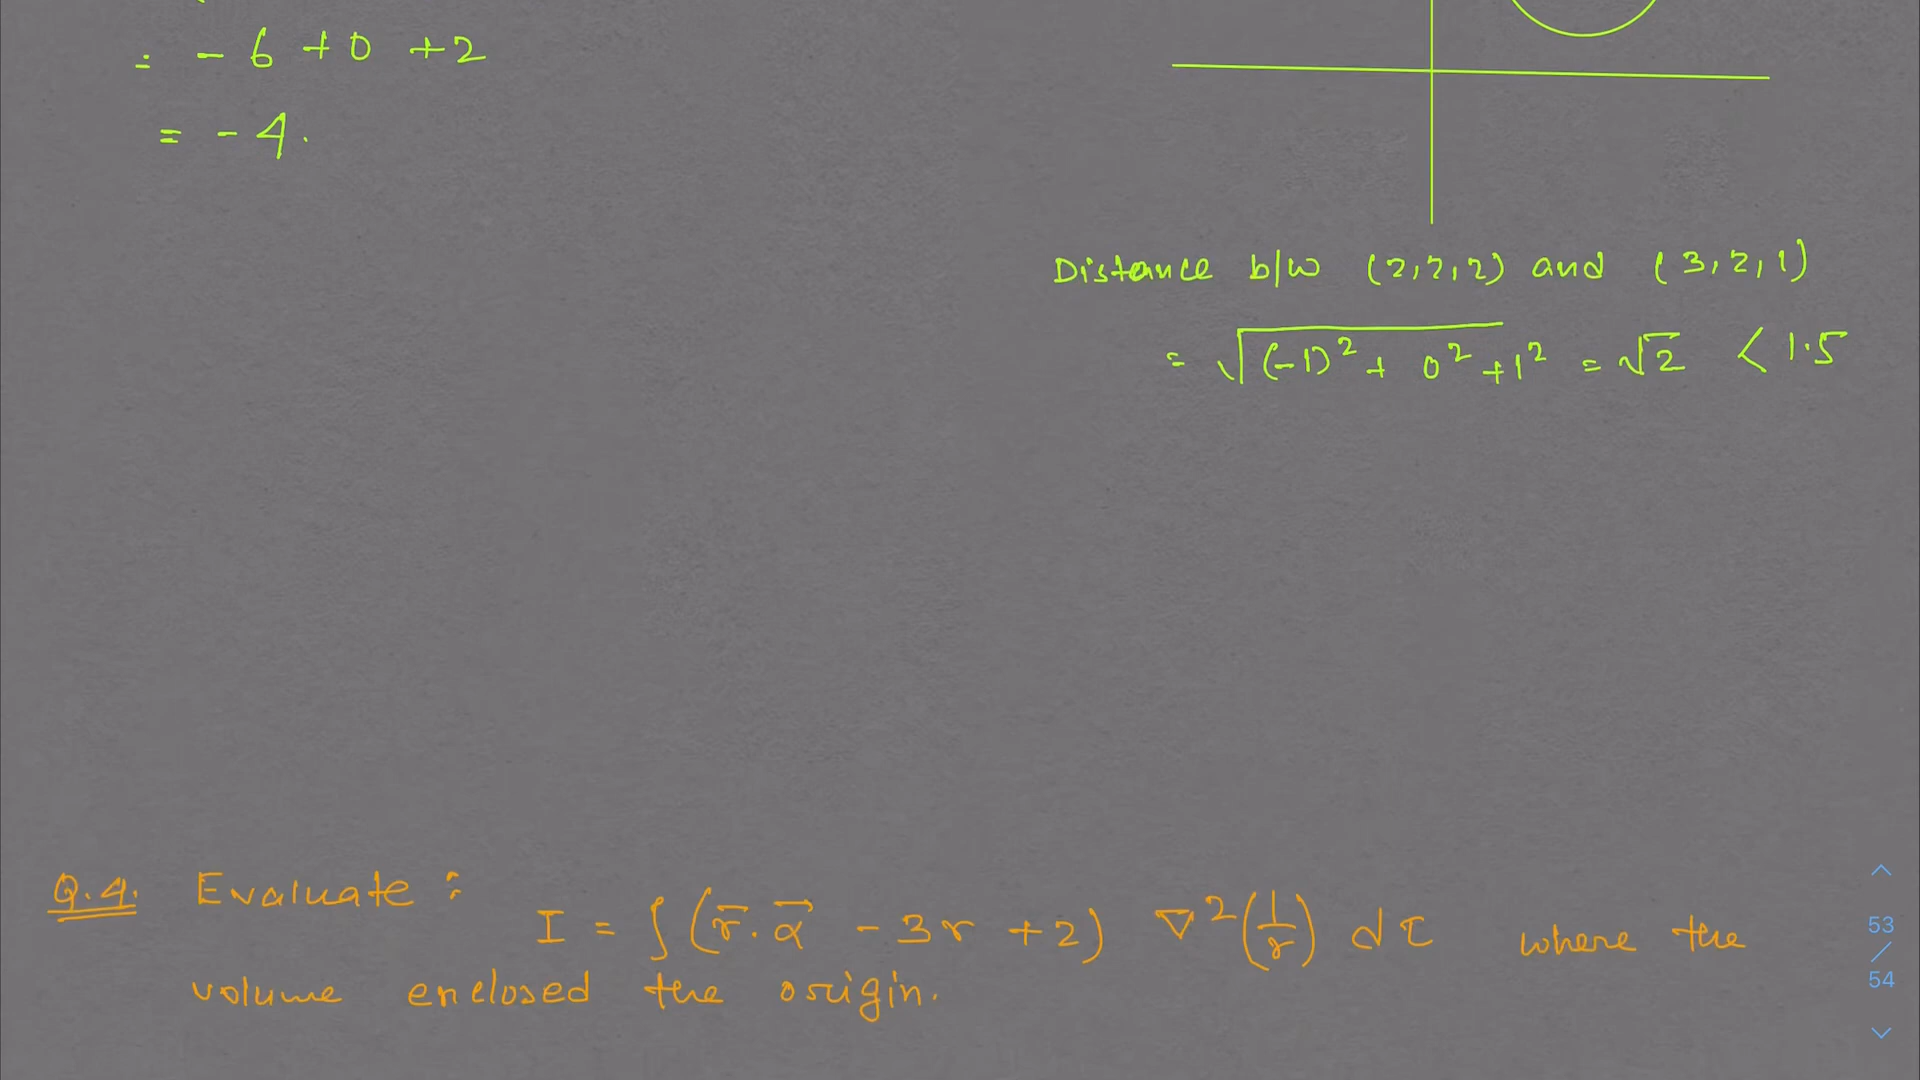 = - 6 + 0 + 2
= - 4.
Distance b/w (2,2,2) and (3,2,1)
= √(-1)² + 0² + 1² = √2 < 1.5
Q.4. Evaluate :
I = ∫ (r⃗.α⃗ - 3r + 2) ∇²(1/r) dτ where the
volume enclosed the origin.
53
/
54